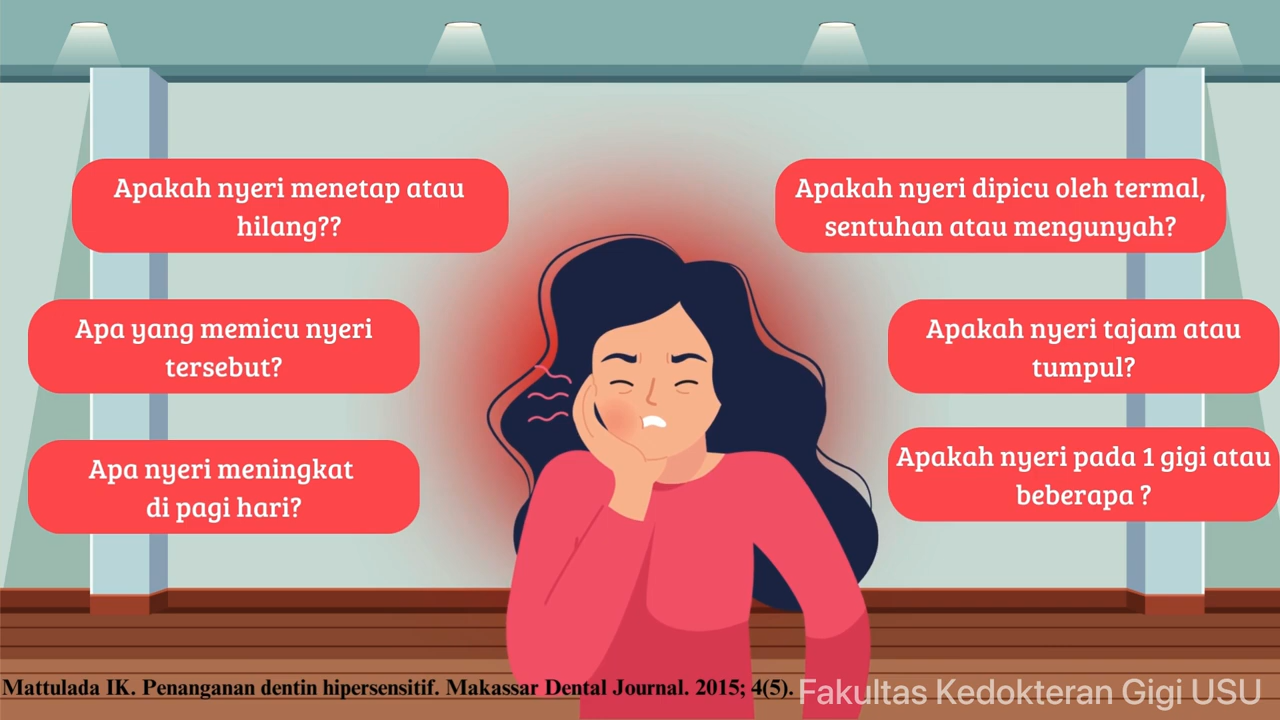 Apakah nyeri menetap atau
hilang??
Apakah nyeri dipicu oleh termal,
sentuhan atau mengunyah?
Apa yang memicu nyeri
tersebut?
Apakah nyeri tajam atau
tumpul?
Apa nyeri meningkat
di pagi hari?
Apakah nyeri pada 1 gigi atau
beberapa ?
Mattulada IK. Penanganan dentin hipersensitif. Makassar Dental Journal. 2015; 4(5).
Fakultas Kedokteran Gigi USU